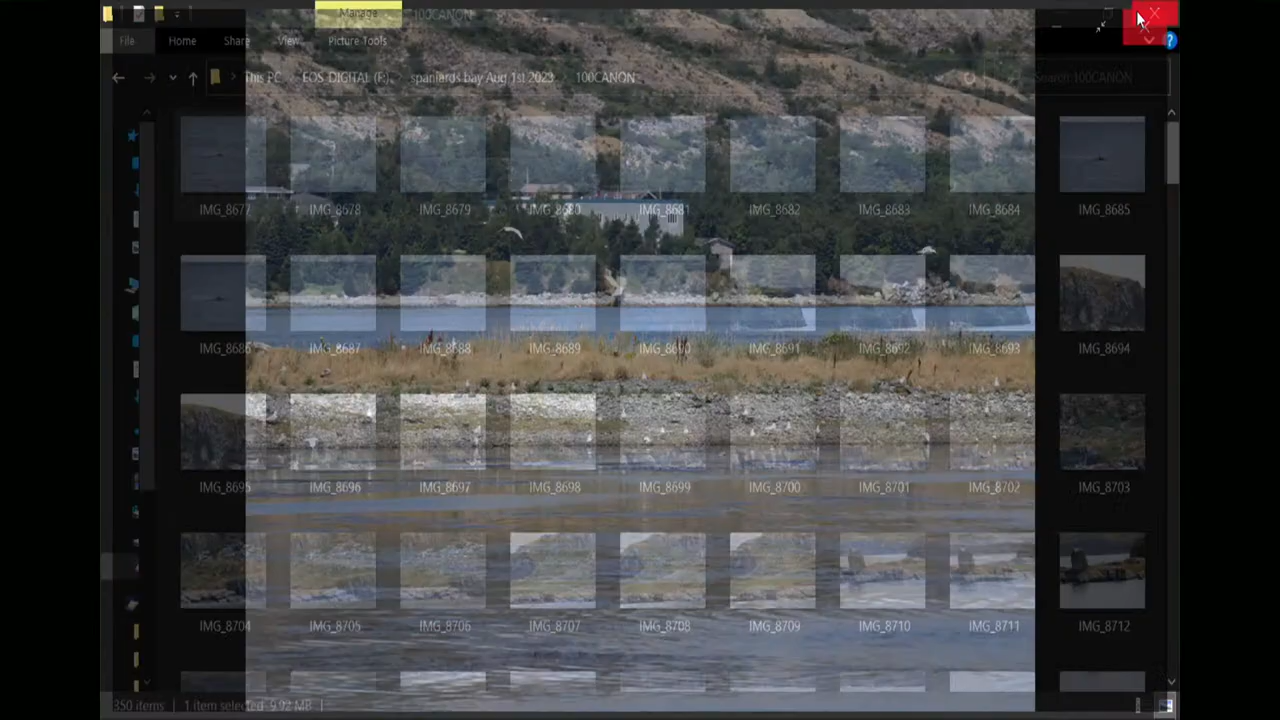 Manage
100CANON
File Home Share View Picture Tools
This PC EOS_DIGITAL (F:) spaniards bay Aug 1st 2023 100CANON Search 100CANON
IMG_8677 IMG_8678 IMG_8679 IMG_8680 IMG_8681 IMG_8682 IMG_8683 IMG_8684 IMG_8685
IMG_8686 IMG_8687 IMG_8688 IMG_8689 IMG_8690 IMG_8691 IMG_8692 IMG_8693 IMG_8694
IMG_8695 IMG_8696 IMG_8697 IMG_8698 IMG_8699 IMG_8700 IMG_8701 IMG_8702 IMG_8703
IMG_8704 IMG_8705 IMG_8706 IMG_8707 IMG_8708 IMG_8709 IMG_8710 IMG_8711 IMG_8712
350 items 1 item selected 9.92 MB